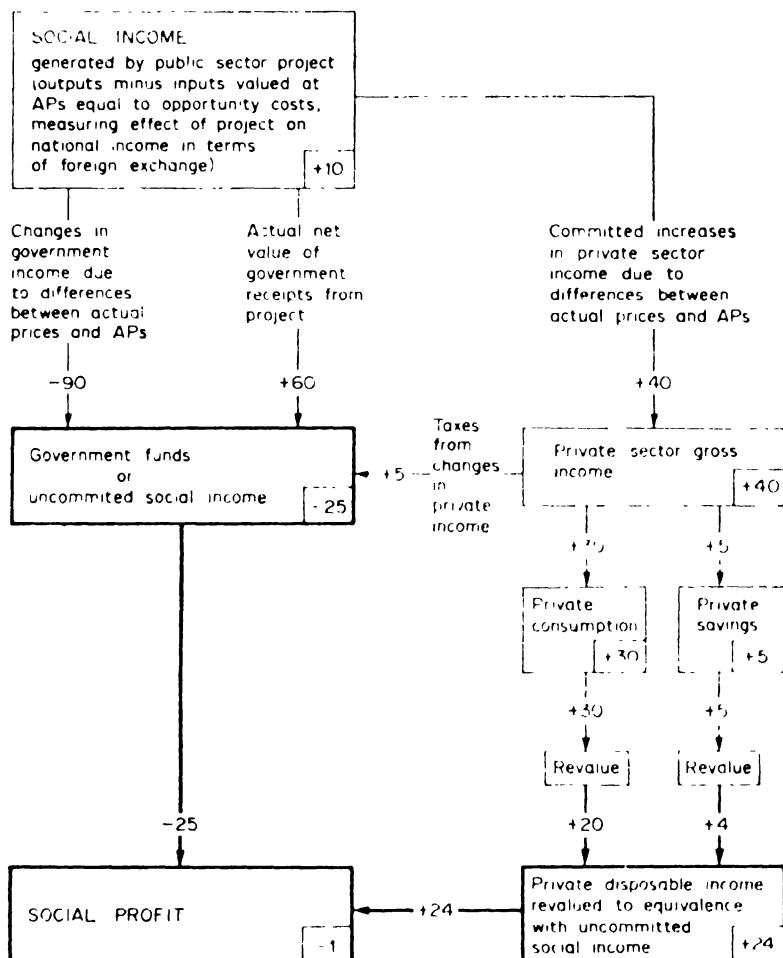 SOCIAL INCOME
generated by public sector project
(outputs minus inputs valued at
APs equal to opportunity costs,
measuring effect of project on
national income in terms
of foreign exchange)
+10
Changes in
government
income due
to differences
between actual
prices and APs
Actual net
value of
government
receipts from
project
Committed increases
in private sector
income due to
differences between
actual prices and APs
-90
+60
+40
Government funds
or
uncommited social income
-25
+5
Taxes
from
changes
in
private
income
Private sector gross
income
+40
+30
+5
Private
consumption
+30
Private
savings
+5
+30
+5
Revalue
Revalue
-25
+20
+4
SOCIAL PROFIT
-1
+24
Private disposable income
revalued to equivalence
with uncommitted
social income
+24